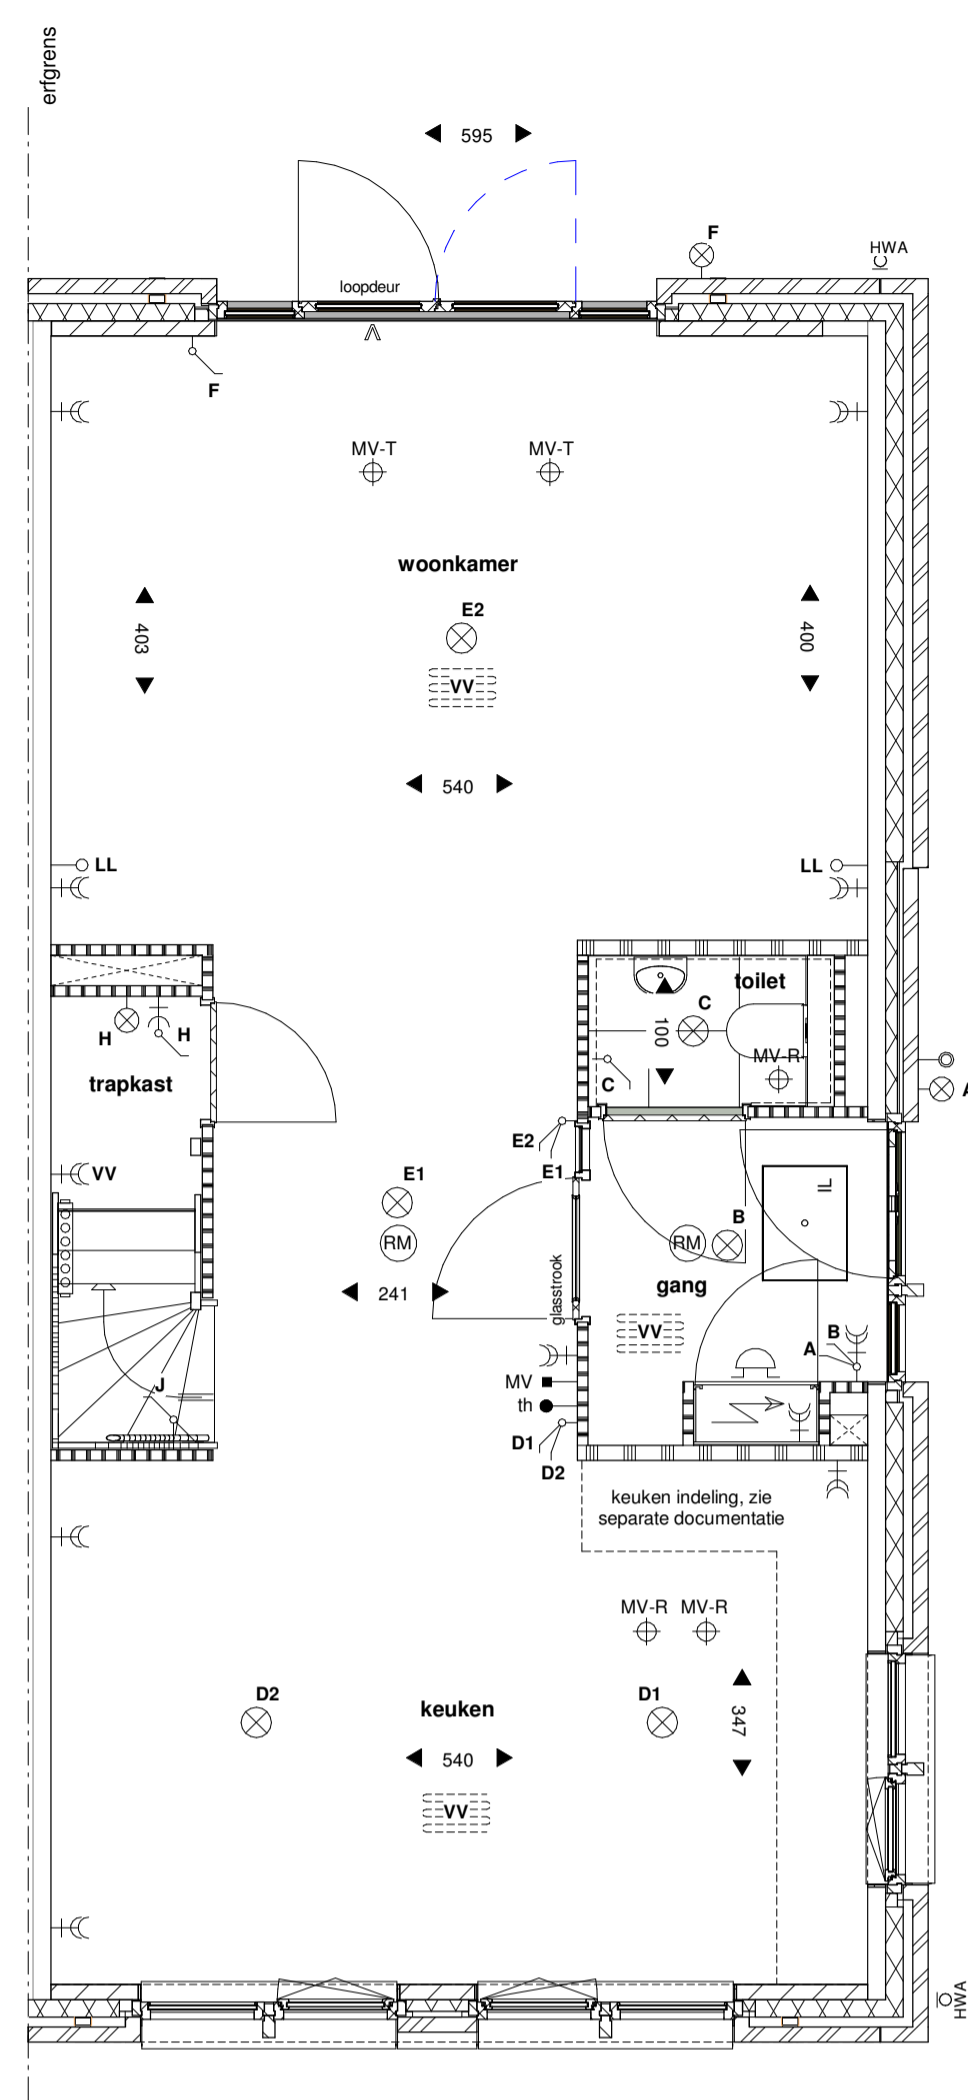 erfgrens
595
F
HWA
loopdeur
F
MV-T MV-T
woonkamer
E2
403
400
VV
540
LL
LL
toilet
C
100
MV-R
C
H
H
trapkast
A
E2
E1
VV
E1
RM
B
RM
IL
gang
glasstrook
241
VV
B
A
MV
th
J
D1
D2
keuken indeling, zie
separate documentatie
MV-R MV-R
D2
D1
keuken
347
540
VV
HWA